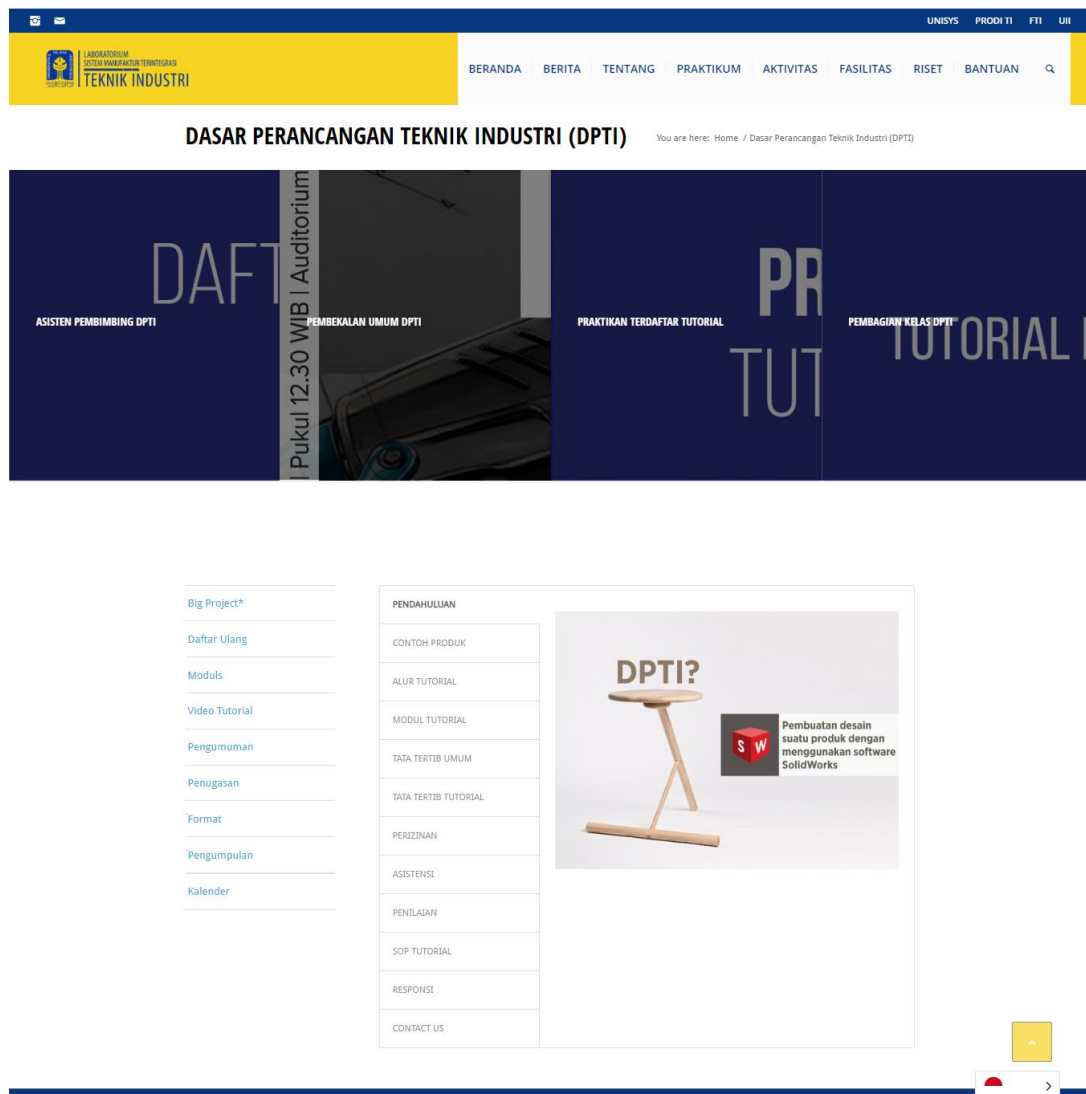 UNISYS PRODI TI FTI UII
LABORATORIUM
SISTEM MANUFAKTUR TERINTEGRASI
TEKNIK INDUSTRI
BERANDA BERITA TENTANG PRAKTIKUM AKTIVITAS FASILITAS RISET BANTUAN
DASAR PERANCANGAN TEKNIK INDUSTRI (DPTI)
You are here: Home / Dasar Perancangan Teknik Industri (DPTI)
DAFT
ASISTEN PEMBIMBING DPTI
| Pukul 12.30 WIB | Auditorium
PEMBEKALAN UMUM DPTI
PR
TUT
PRAKTIKAN TERDAFTAR TUTORIAL
TUTORIAL
PEMBAGIAN KELAS DPTI
Big Project*
Daftar Ulang
Moduls
Video Tutorial
Pengumuman
Penugasan
Format
Pengumpulan
Kalender
PENDAHULUAN
CONTOH PRODUK
ALUR TUTORIAL
MODUL TUTORIAL
TATA TERTIB UMUM
TATA TERTIB TUTORIAL
PERIZINAN
ASISTENSI
PENILAIAN
SOP TUTORIAL
RESPONSI
CONTACT US
DPTI?
SW
Pembuatan desain
suatu produk dengan
menggunakan software
SolidWorks